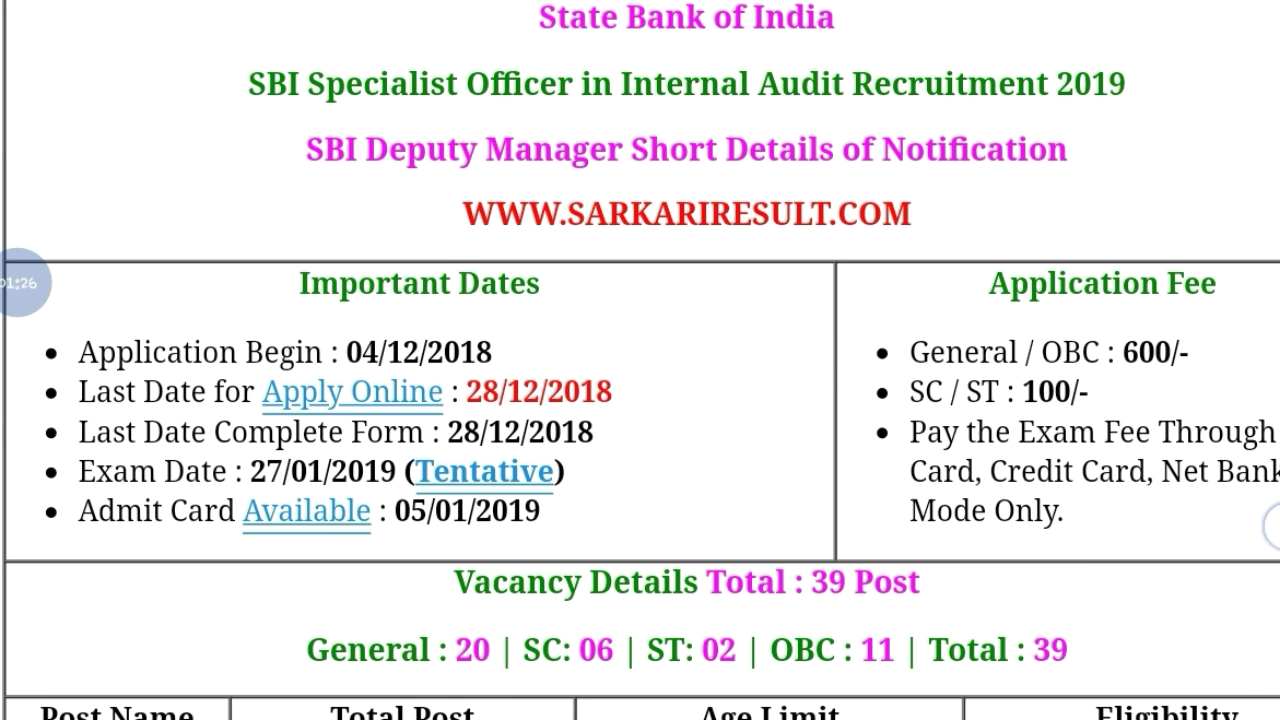 State Bank of India
SBI Specialist Officer in Internal Audit Recruitment 2019
SBI Deputy Manager Short Details of Notification
WWW.SARKARIRESULT.COM
01:26
Important Dates
Application Begin : 04/12/2018
Last Date for Apply Online : 28/12/2018
Last Date Complete Form : 28/12/2018
Exam Date : 27/01/2019 (Tentative)
Admit Card Available : 05/01/2019
Application Fee
General / OBC : 600/-
SC / ST : 100/-
Pay the Exam Fee Through
Card, Credit Card, Net Bank
Mode Only.
Vacancy Details Total : 39 Post
General : 20 | SC: 06 | ST: 02 | OBC : 11 | Total : 39
Post Name Total Post Age Limit Eligibility